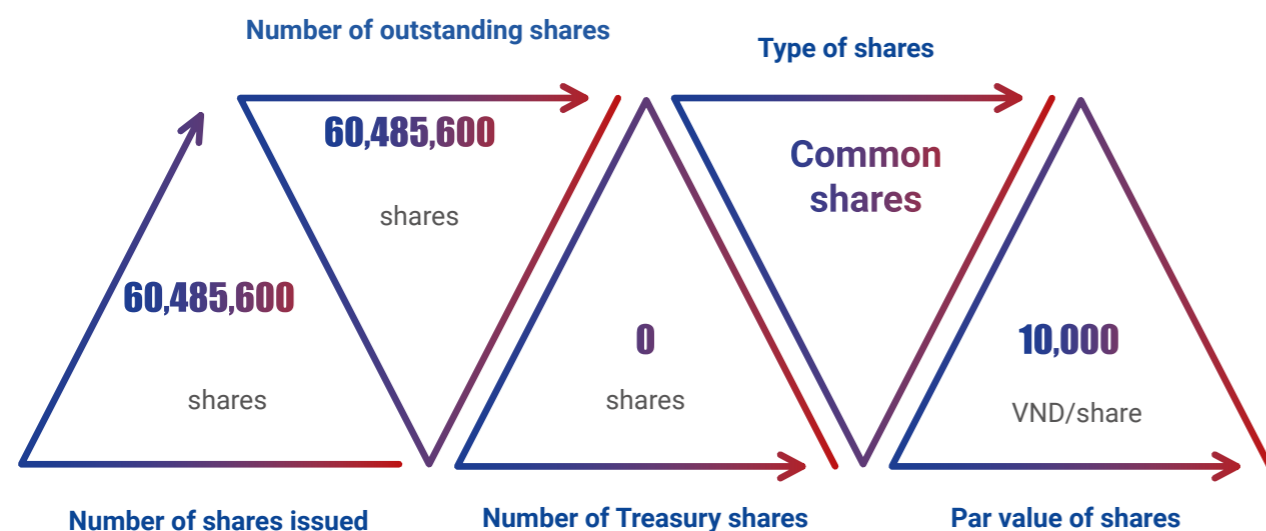 Number of outstanding shares
Type of shares
60,485,600
shares
Common
shares
60,485,600
shares
0
shares
10,000
VND/share
Number of shares issued
Number of Treasury shares
Par value of shares